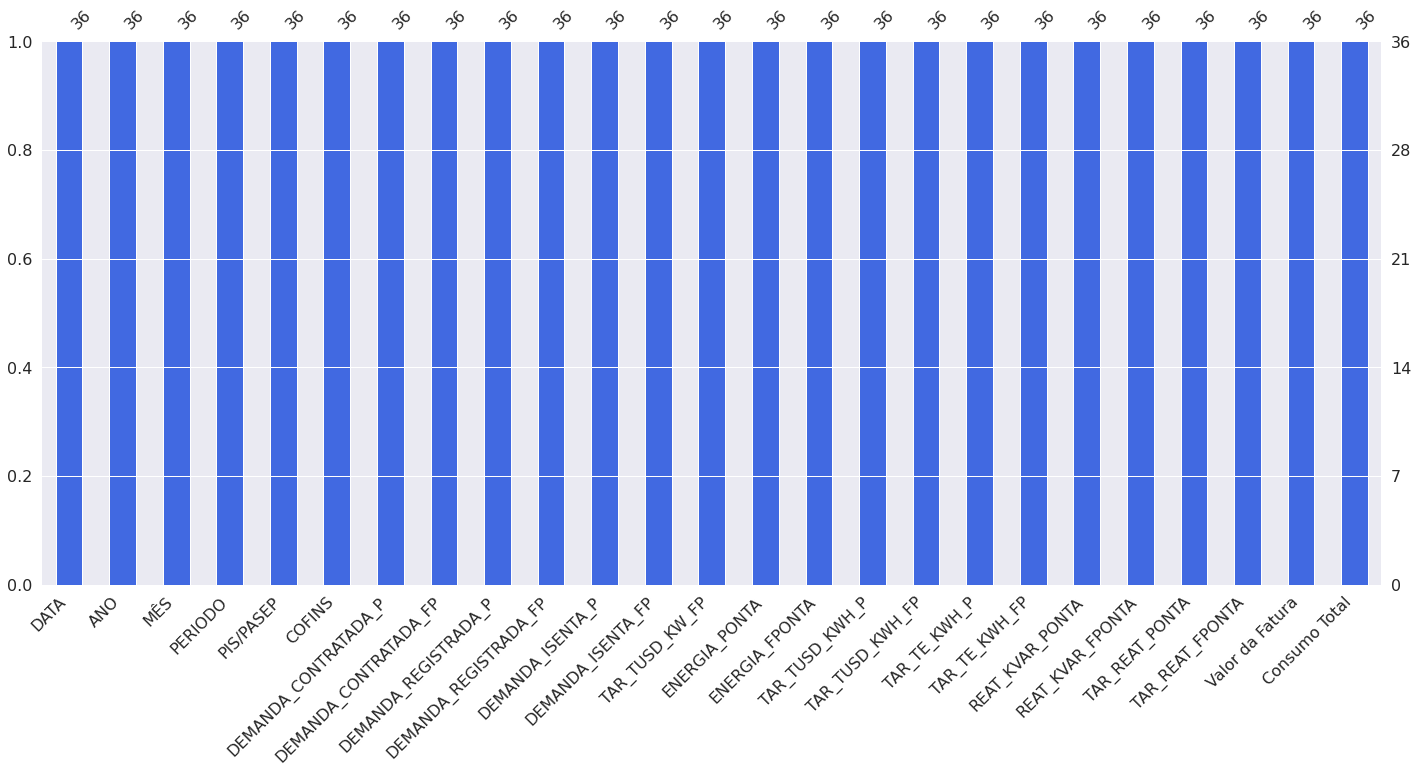 36 36 36 36 36 36 36 36 36 36 36 36 36 36 36 36 36 36 36 36 36 36 36 36 36
1.0 36
0.8 28
0.6 21
0.4 14
0.2 7
0.0 0
DATA
ANO
MÊS
PERIODO
PIS/PASEP
COFINS
DEMANDA_CONTRATADA_P
DEMANDA_CONTRATADA_FP
DEMANDA_REGISTRADA_P
DEMANDA_REGISTRADA_FP
DEMANDA_ISENTA_P
DEMANDA_ISENTA_FP
TAR_TUSD_KW_FP
ENERGIA_PONTA
ENERGIA_FPONTA
TAR_TUSD_KWH_P
TAR_TUSD_KWH_FP
TAR_TE_KWH_P
TAR_TE_KWH_FP
REAT_KVAR_PONTA
REAT_KVAR_FPONTA
TAR_REAT_PONTA
TAR_REAT_FPONTA
Valor da Fatura
Consumo Total